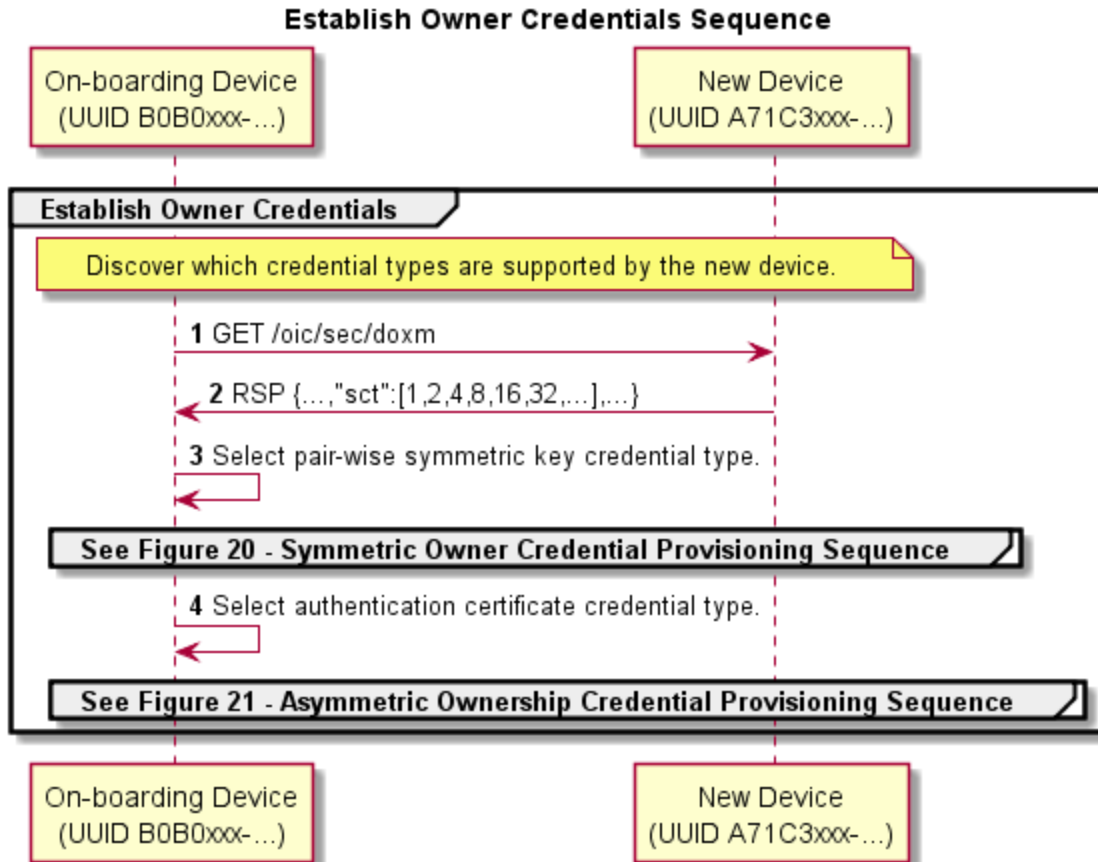 Establish Owner Credentials Sequence
On-boarding Device
(UUID B0B0xxx-...)
New Device
(UUID A71C3xxx-...)
Establish Owner Credentials
Discover which credential types are supported by the new device.
1 GET /oic/sec/doxm
2 RSP {...,"sct":[1,2,4,8,16,32,...],...}
3 Select pair-wise symmetric key credential type.
See Figure 20 - Symmetric Owner Credential Provisioning Sequence
4 Select authentication certificate credential type.
See Figure 21 - Asymmetric Ownership Credential Provisioning Sequence
On-boarding Device
(UUID B0B0xxx-...)
New Device
(UUID A71C3xxx-...)